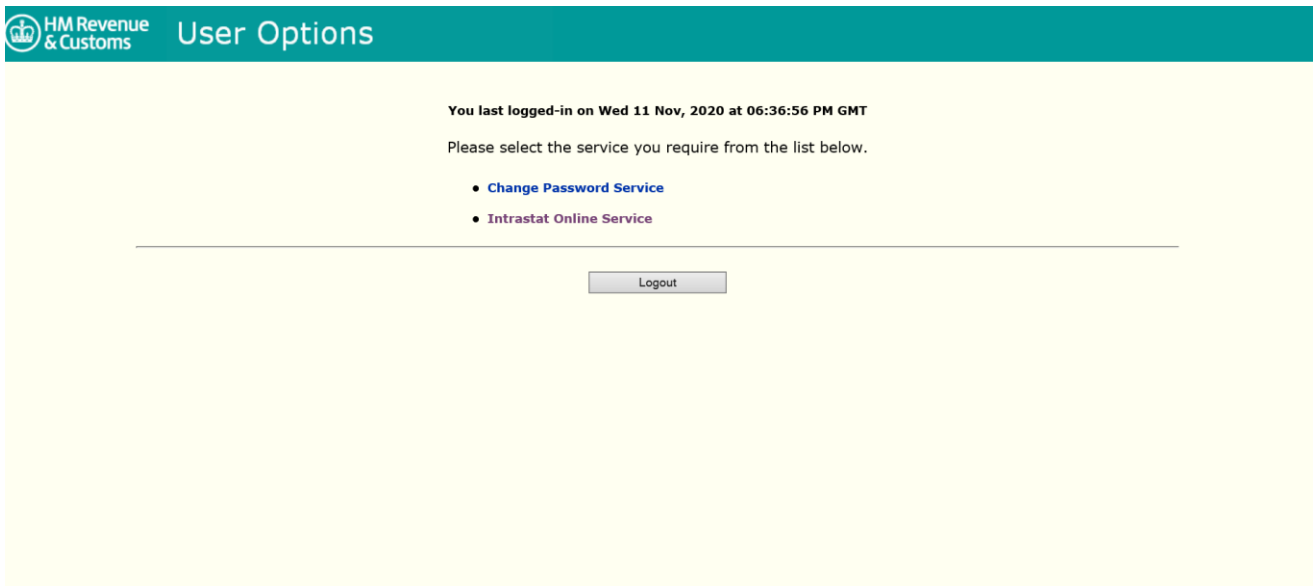 HM Revenue
& Customs
User Options
You last logged-in on Wed 11 Nov, 2020 at 06:36:56 PM GMT
Please select the service you require from the list below.
Change Password Service
Intrastat Online Service
Logout